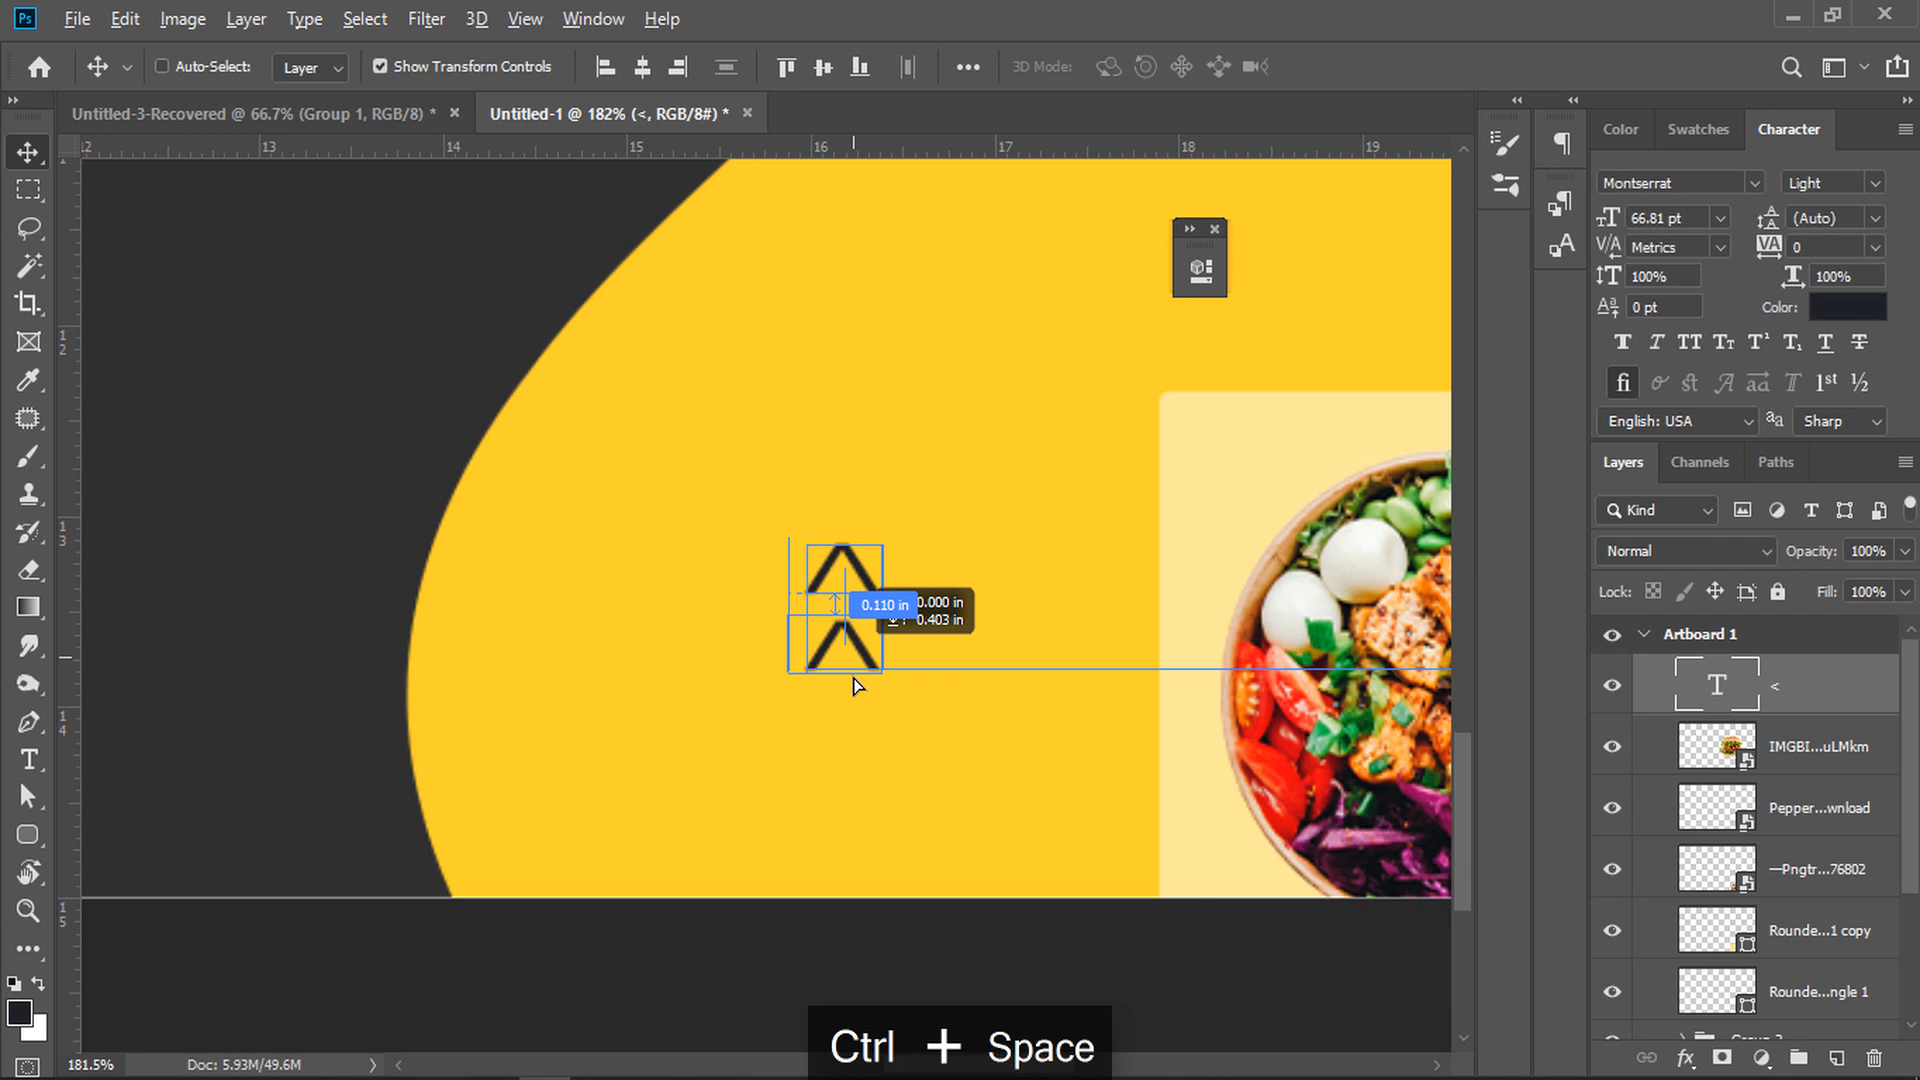 Ps File Edit Image Layer Type Select Filter 3D View Window Help
Auto-Select: Layer Show Transform Controls 3D Mode:
Untitled-3-Recovered @ 66.7% (Group 1, RGB/8) * Untitled-1 @ 182% (<, RGB/8#) *
12 13 14 15 16 17 18 19
Color Swatches Character
Montserrat Light
66.81 pt (Auto)
Metrics 0
100% 100%
0 pt Color:
English: USA Sharp
Layers Channels Paths
Kind
Normal Opacity: 100%
Lock: Fill: 100%
Artboard 1
<
IMGBI...uLMkm
Pepper...wnload
—Pngtr...76802
Rounde...1 copy
Rounde...ngle 1
12
13
14
15
0.110 in
0.000 in
0.403 in
181.5% Doc: 5.93M/49.6M
Ctrl + Space